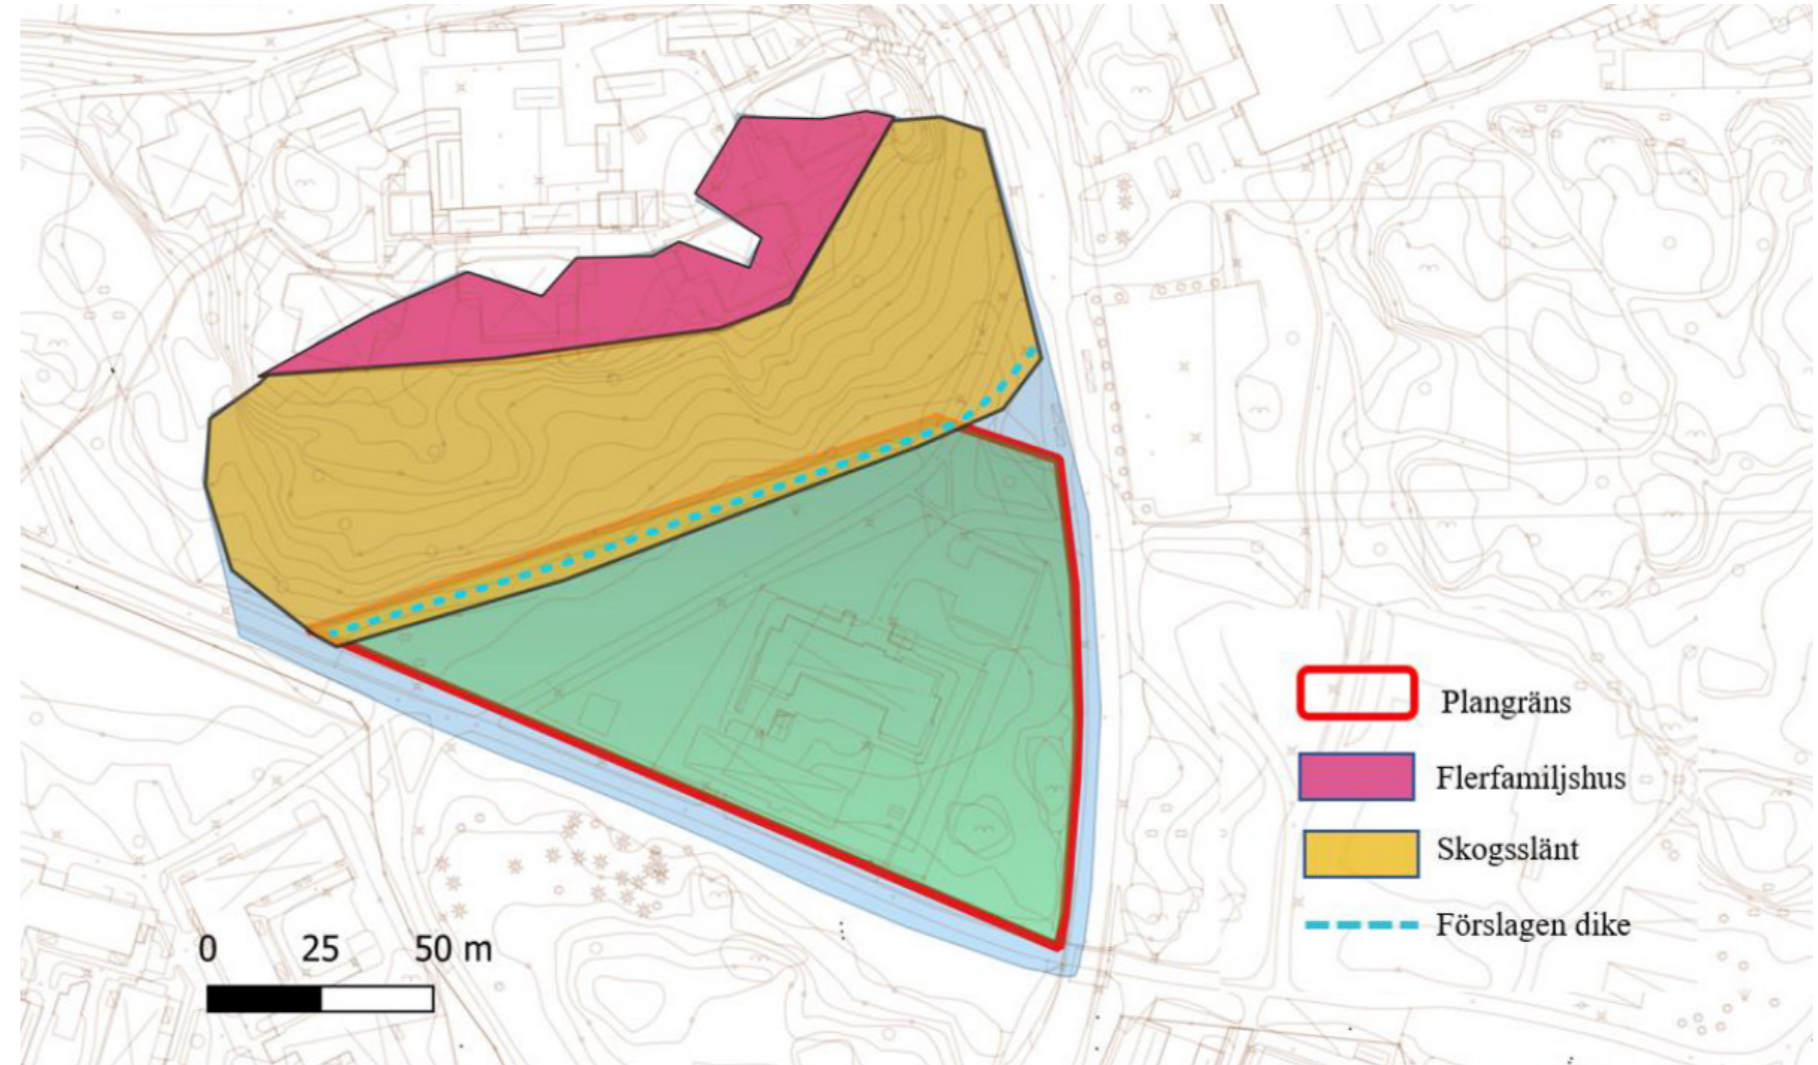 Plangräns
Flerfamiljshus
Skogsslänt
Förslagen dike
0 25 50 m